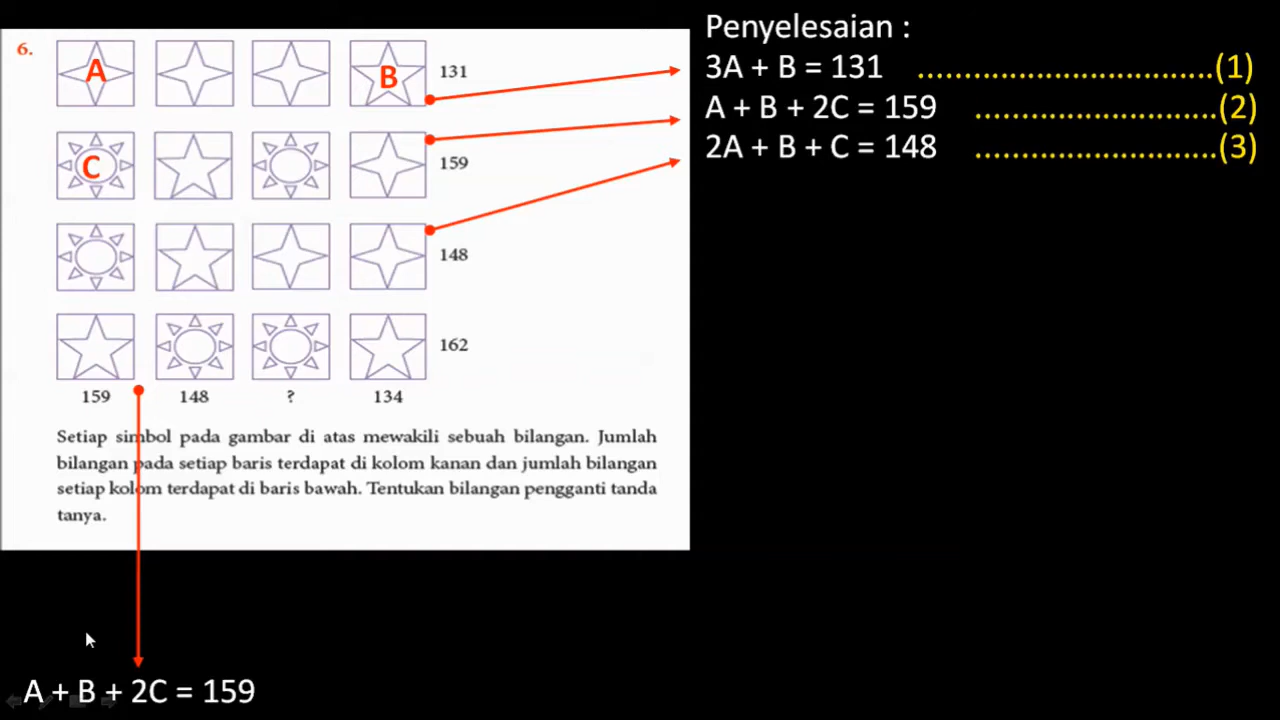 6.
A
B
131
C
159
148
162
159 148 ? 134
Setiap simbol pada gambar di atas mewakili sebuah bilangan. Jumlah
bilangan pada setiap baris terdapat di kolom kanan dan jumlah bilangan
setiap kolom terdapat di baris bawah. Tentukan bilangan pengganti tanda
tanya.
A + B + 2C = 159
Penyelesaian :
3A + B = 131 ................................(1)
A + B + 2C = 159 ..........................(2)
2A + B + C = 148 ..........................(3)